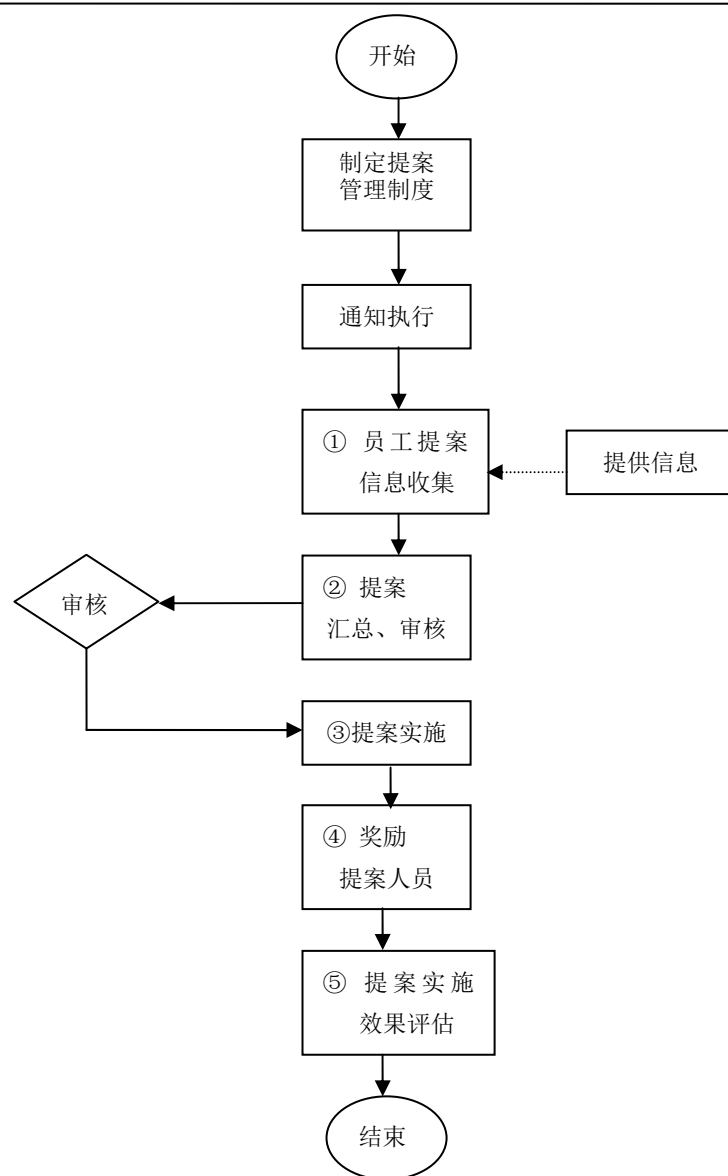 开始
制定提案
管理制度
通知执行
① 员工提案
信息收集
提供信息
② 提案
汇总、审核
审核
③提案实施
④ 奖励
提案人员
⑤ 提案实施
效果评估
结束